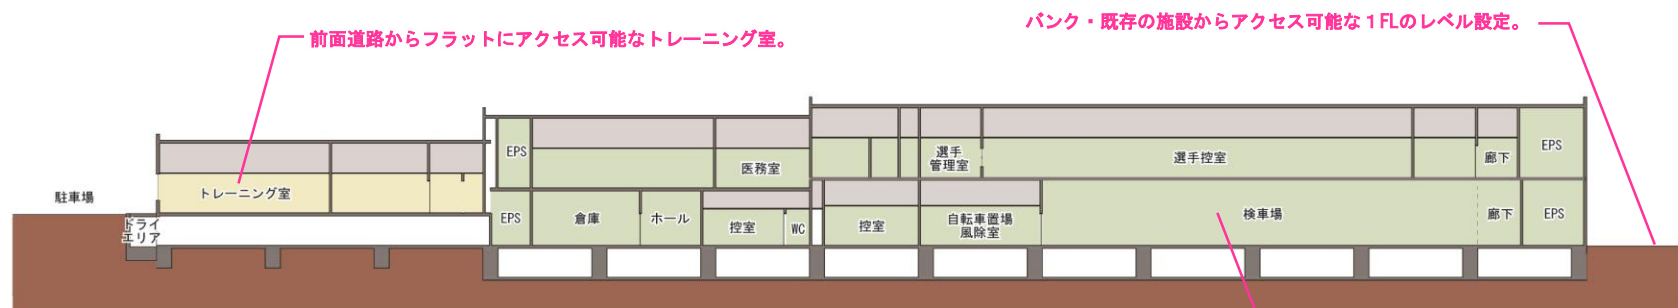 バンク・既存の施設からアクセス可能な1FLのレベル設定。
前面道路からフラットにアクセス可能なトレーニング室。
EPS
医務室
選手
管理室
選手控室
廊下
EPS
駐車場
トレーニング室
ドライ
エリア
EPS
倉庫
ホール
控室
WC
控室
自転車置場
風除室
検車場
廊下
EPS